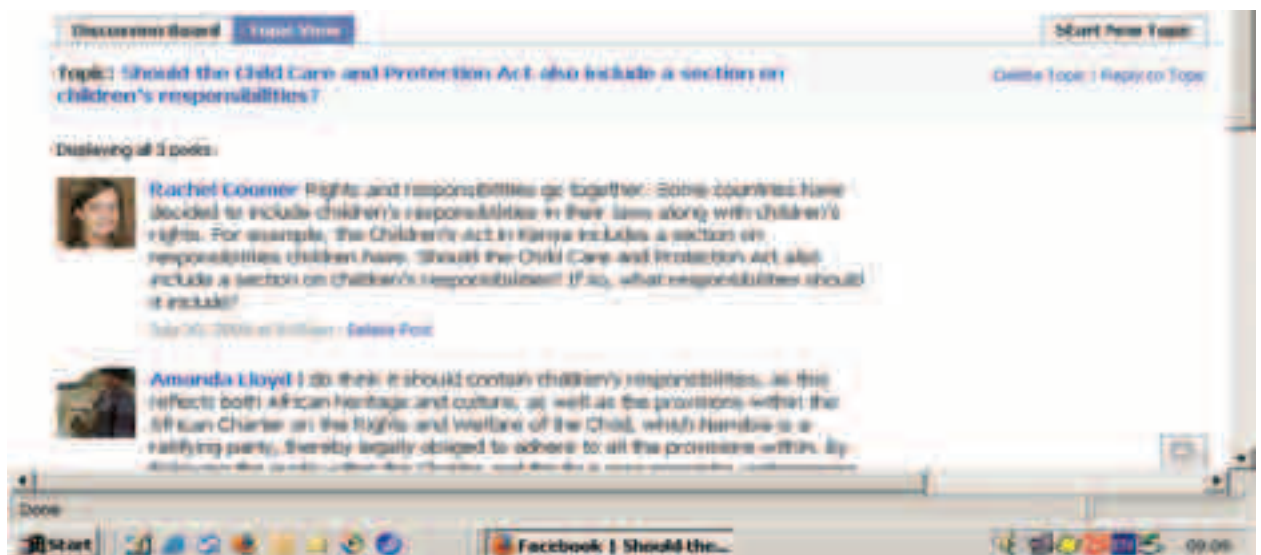 Discussion Board Topic View Start New Topic
Topic: Should the Child Care and Protection Act also include a section on
children's responsibilities?
Delete Topic | Reply to Topic
Displaying all 3 posts.
Rachel Coomer Rights and responsibilities go together. Some countries have
decided to include children's responsibilities in their laws along with children's
rights. For example, the Children's Act in Kenya includes a section on
responsibilities children have. Should the Child Care and Protection Act also
include a section on children's responsibilities? If so, what responsibilities should
it include?
Delete Post
Amanda Lloyd I do think it should contain children's responsibilities, as this
reflects both African heritage and culture, as well as the provisions within the
African Charter on the Rights and Welfare of the Child, which Namibia is a
ratifying party, thereby legally obliged to adhere to all the provisions within. By
Done
Start Facebook | Should the... 09:09